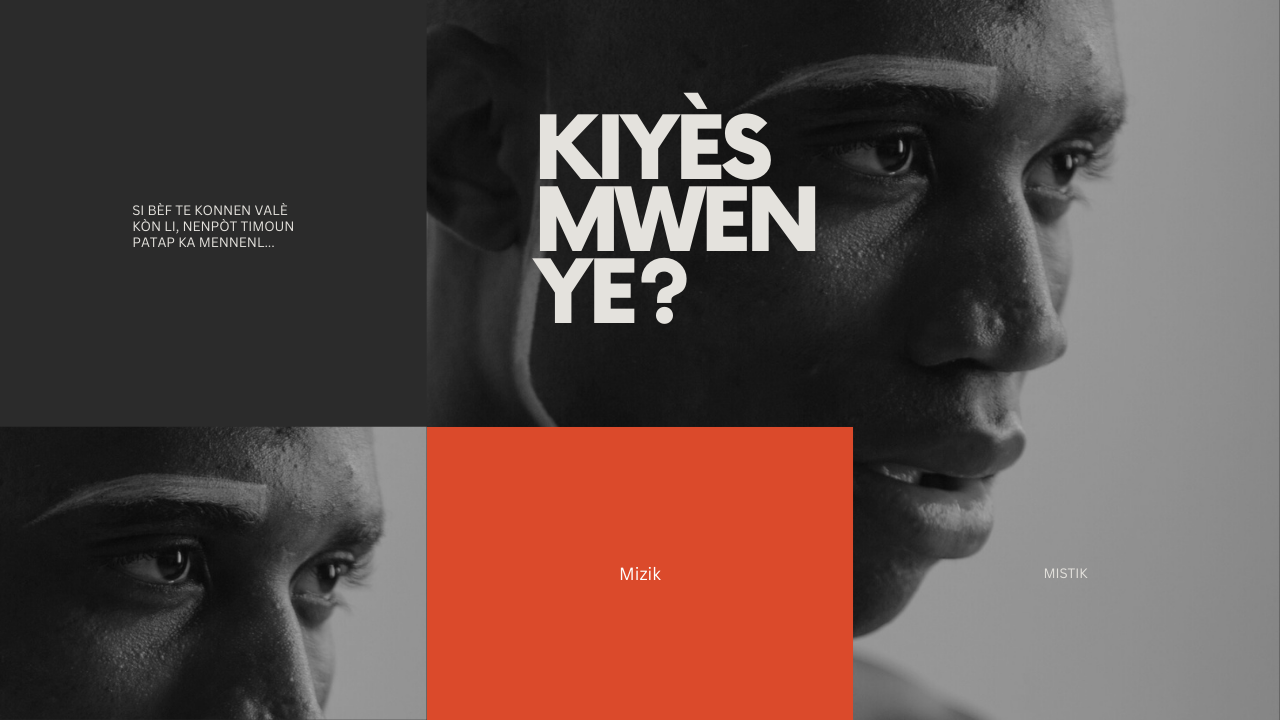 SI BÈF TE KONNEN VALÈ
KÒN LI, NENPÒT TIMOUN
PATAP KA MENNENL...
KIYÈS
MWEN
YE?
Mizik
MISTIK